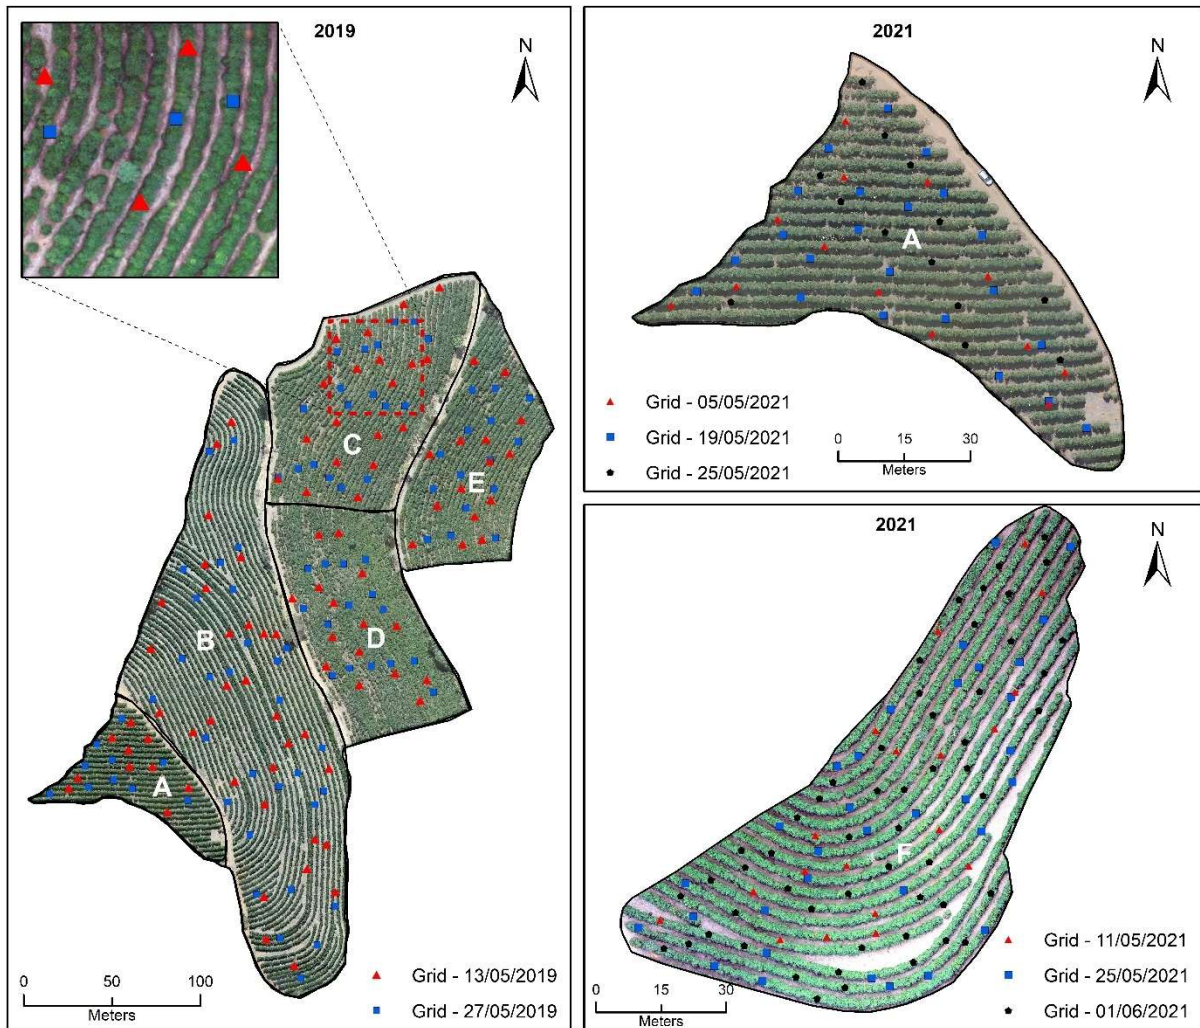 2019
N
C
E
B
D
A
0 50 100
Meters
Grid - 13/05/2019
Grid - 27/05/2019
2021
N
A
Grid - 05/05/2021
Grid - 19/05/2021
Grid - 25/05/2021
0 15 30
Meters
2021
N
F
Grid - 11/05/2021
Grid - 25/05/2021
Grid - 01/06/2021
0 15 30
Meters